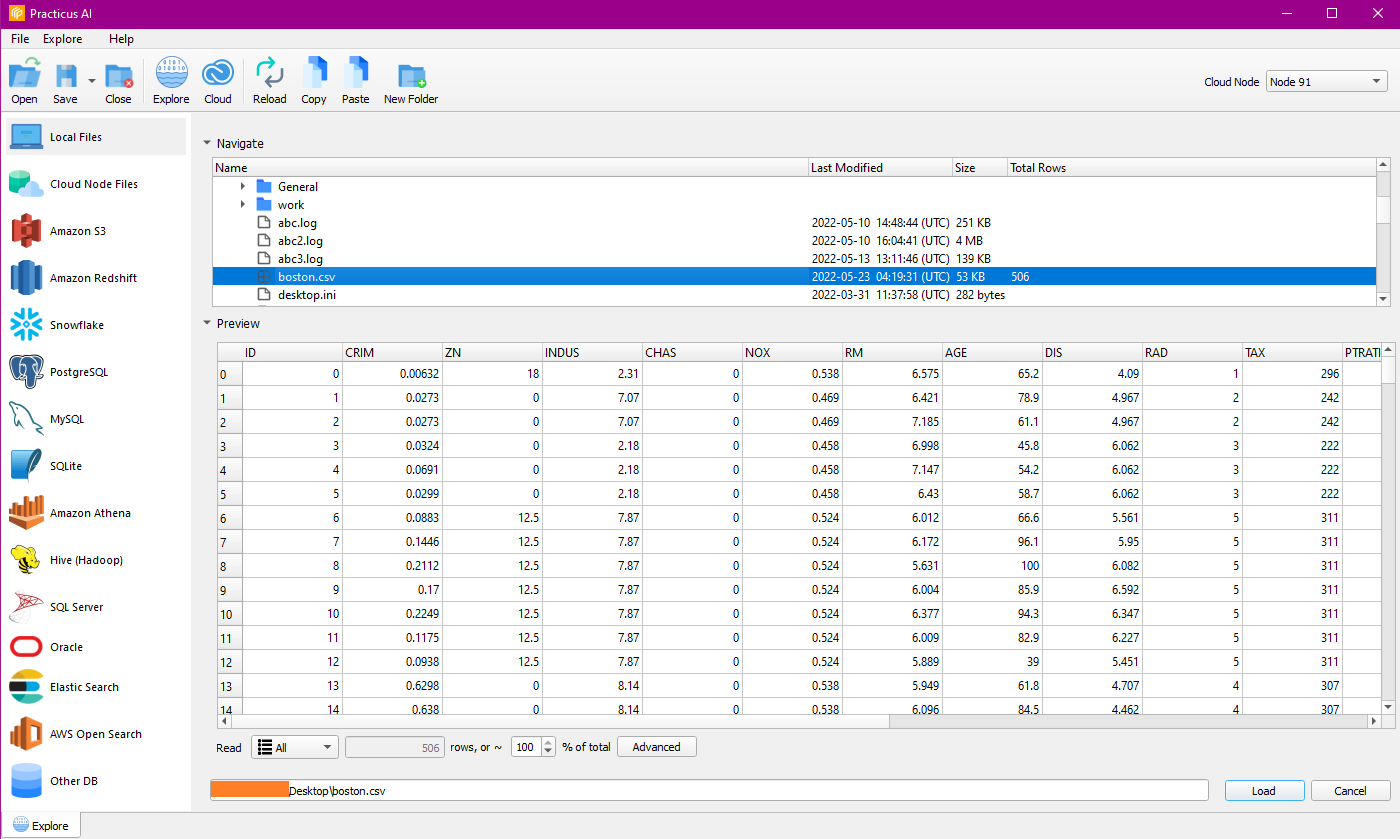 Practicus AI
File Explore Help
Open Save Close Explore Cloud Reload Copy Paste New Folder Cloud Node Node 91
Local Files
Cloud Node Files
Amazon S3
Amazon Redshift
Snowflake
PostgreSQL
MySQL
SQLite
Amazon Athena
Hive (Hadoop)
SQL Server
Oracle
Elastic Search
AWS Open Search
Other DB
Navigate
Name Last Modified Size Total Rows
General
work
abc.log 2022-05-10 14:48:44 (UTC) 251 KB
abc2.log 2022-05-10 16:04:41 (UTC) 4 MB
abc3.log 2022-05-13 13:11:46 (UTC) 139 KB
boston.csv 2022-05-23 04:19:31 (UTC) 53 KB 506
desktop.ini 2022-03-31 11:37:58 (UTC) 282 bytes
Preview
ID CRIM ZN INDUS CHAS NOX RM AGE DIS RAD TAX PTRATI
0 0 0.00632 18 2.31 0 0.538 6.575 65.2 4.09 1 296
1 1 0.0273 0 7.07 0 0.469 6.421 78.9 4.967 2 242
2 2 0.0273 0 7.07 0 0.469 7.185 61.1 4.967 2 242
3 3 0.0324 0 2.18 0 0.458 6.998 45.8 6.062 3 222
4 4 0.0691 0 2.18 0 0.458 7.147 54.2 6.062 3 222
5 5 0.0299 0 2.18 0 0.458 6.43 58.7 6.062 3 222
6 6 0.0883 12.5 7.87 0 0.524 6.012 66.6 5.561 5 311
7 7 0.1446 12.5 7.87 0 0.524 6.172 96.1 5.95 5 311
8 8 0.2112 12.5 7.87 0 0.524 5.631 100 6.082 5 311
9 9 0.17 12.5 7.87 0 0.524 6.004 85.9 6.592 5 311
10 10 0.2249 12.5 7.87 0 0.524 6.377 94.3 6.347 5 311
11 11 0.1175 12.5 7.87 0 0.524 6.009 82.9 6.227 5 311
12 12 0.0938 12.5 7.87 0 0.524 5.889 39 5.451 5 311
13 13 0.6298 0 8.14 0 0.538 5.949 61.8 4.707 4 307
14 14 0.638 0 8.14 0 0.538 6.096 84.5 4.462 4 307
Read All 506 rows, or ~ 100 % of total Advanced
Desktop\boston.csv Load Cancel
Explore